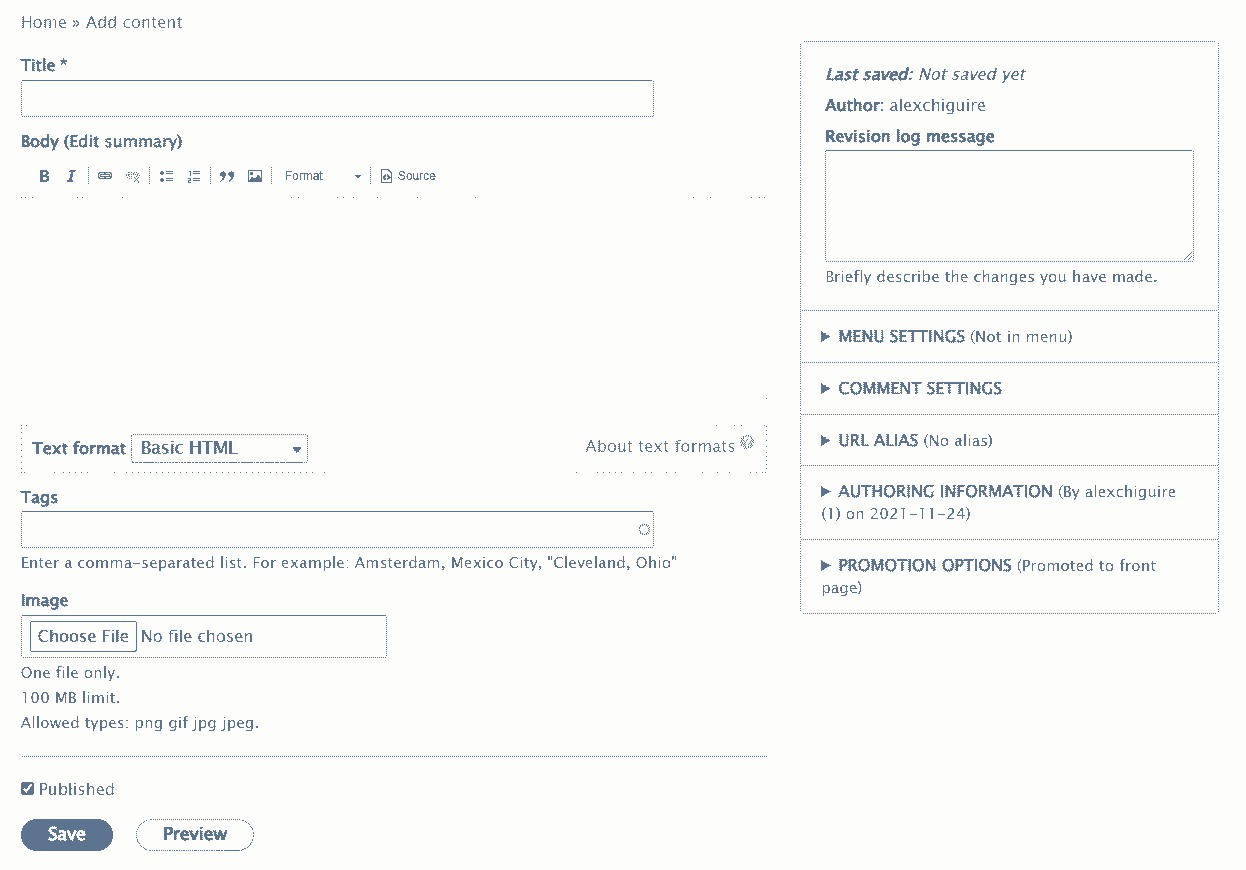 Home » Add content
Title *
Body (Edit summary)
B I Format Source
Text format Basic HTML About text formats ?
Tags
Enter a comma-separated list. For example: Amsterdam, Mexico City, "Cleveland, Ohio"
Image
Choose File No file chosen
One file only.
100 MB limit.
Allowed types: png gif jpg jpeg.
Published
Save Preview
Last saved: Not saved yet
Author: alexchiguire
Revision log message
Briefly describe the changes you have made.
MENU SETTINGS (Not in menu)
COMMENT SETTINGS
URL ALIAS (No alias)
AUTHORING INFORMATION (By alexchiguire
(1) on 2021-11-24)
PROMOTION OPTIONS (Promoted to front
page)